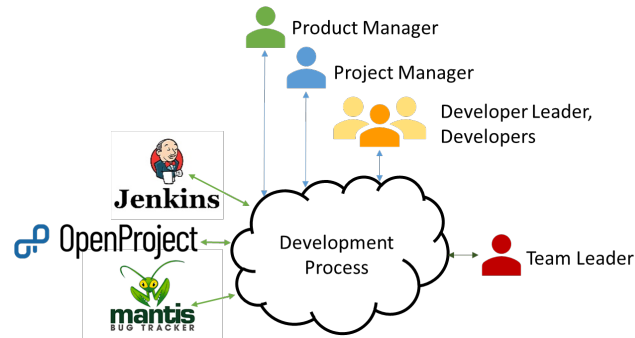 Product Manager
Project Manager
Developer Leader,
Developers
Jenkins
OpenProject
Development
Process
Team Leader
mantis
BUG TRACKER